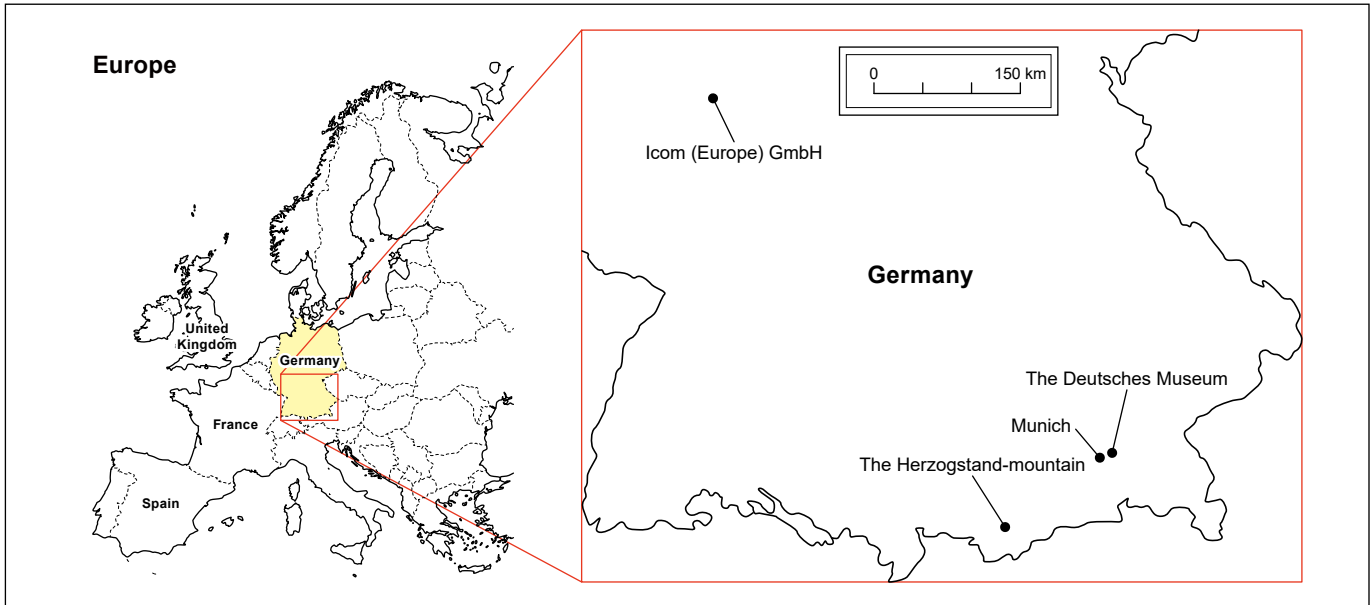 Europe
United
Kingdom
Germany
France
Spain
0 150 km
Icom (Europe) GmbH
Germany
The Deutsches Museum
Munich
The Herzogstand-mountain